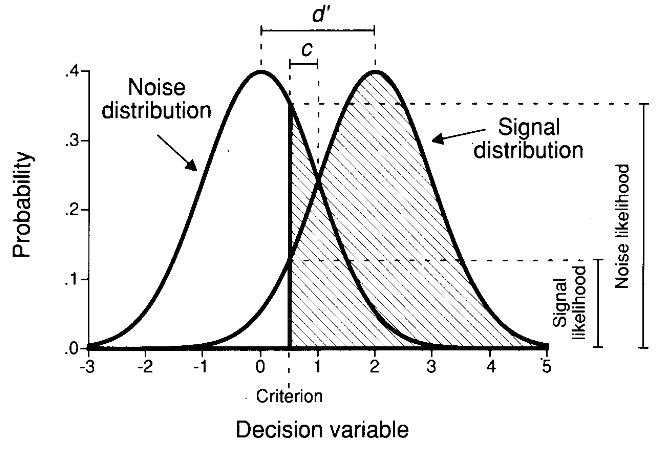 d'
c
Noise
distribution
Signal
distribution
Probability
.4
.3
.2
.1
.0
-3 -2 -1 0 1 2 3 4 5
Criterion
Decision variable
Signal
likelihood
Noise likelihood